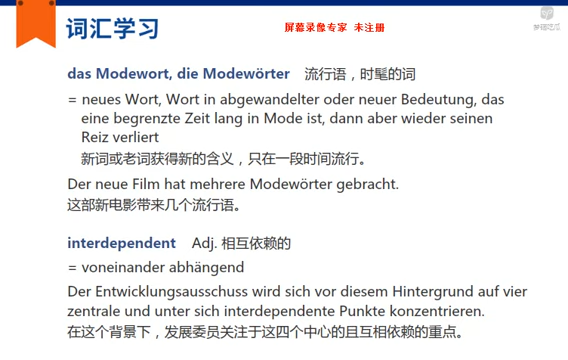 词汇学习
屏幕录像专家 未注册
das Modewort, die Modewörter 流行语，时髦的词
= neues Wort, Wort in abgewandelter oder neuer Bedeutung, das
eine begrenzte Zeit lang in Mode ist, dann aber wieder seinen
Reiz verliert
新词或老词获得新的含义，只在一段时间流行。
Der neue Film hat mehrere Modewörter gebracht.
这部新电影带来几个流行语。
interdependent Adj. 相互依赖的
= voneinander abhängend
Der Entwicklungsausschuss wird sich vor diesem Hintergrund auf vier
zentrale und unter sich interdependente Punkte konzentrieren.
在这个背景下，发展委员关注于这四个中心的且互相依赖的重点。